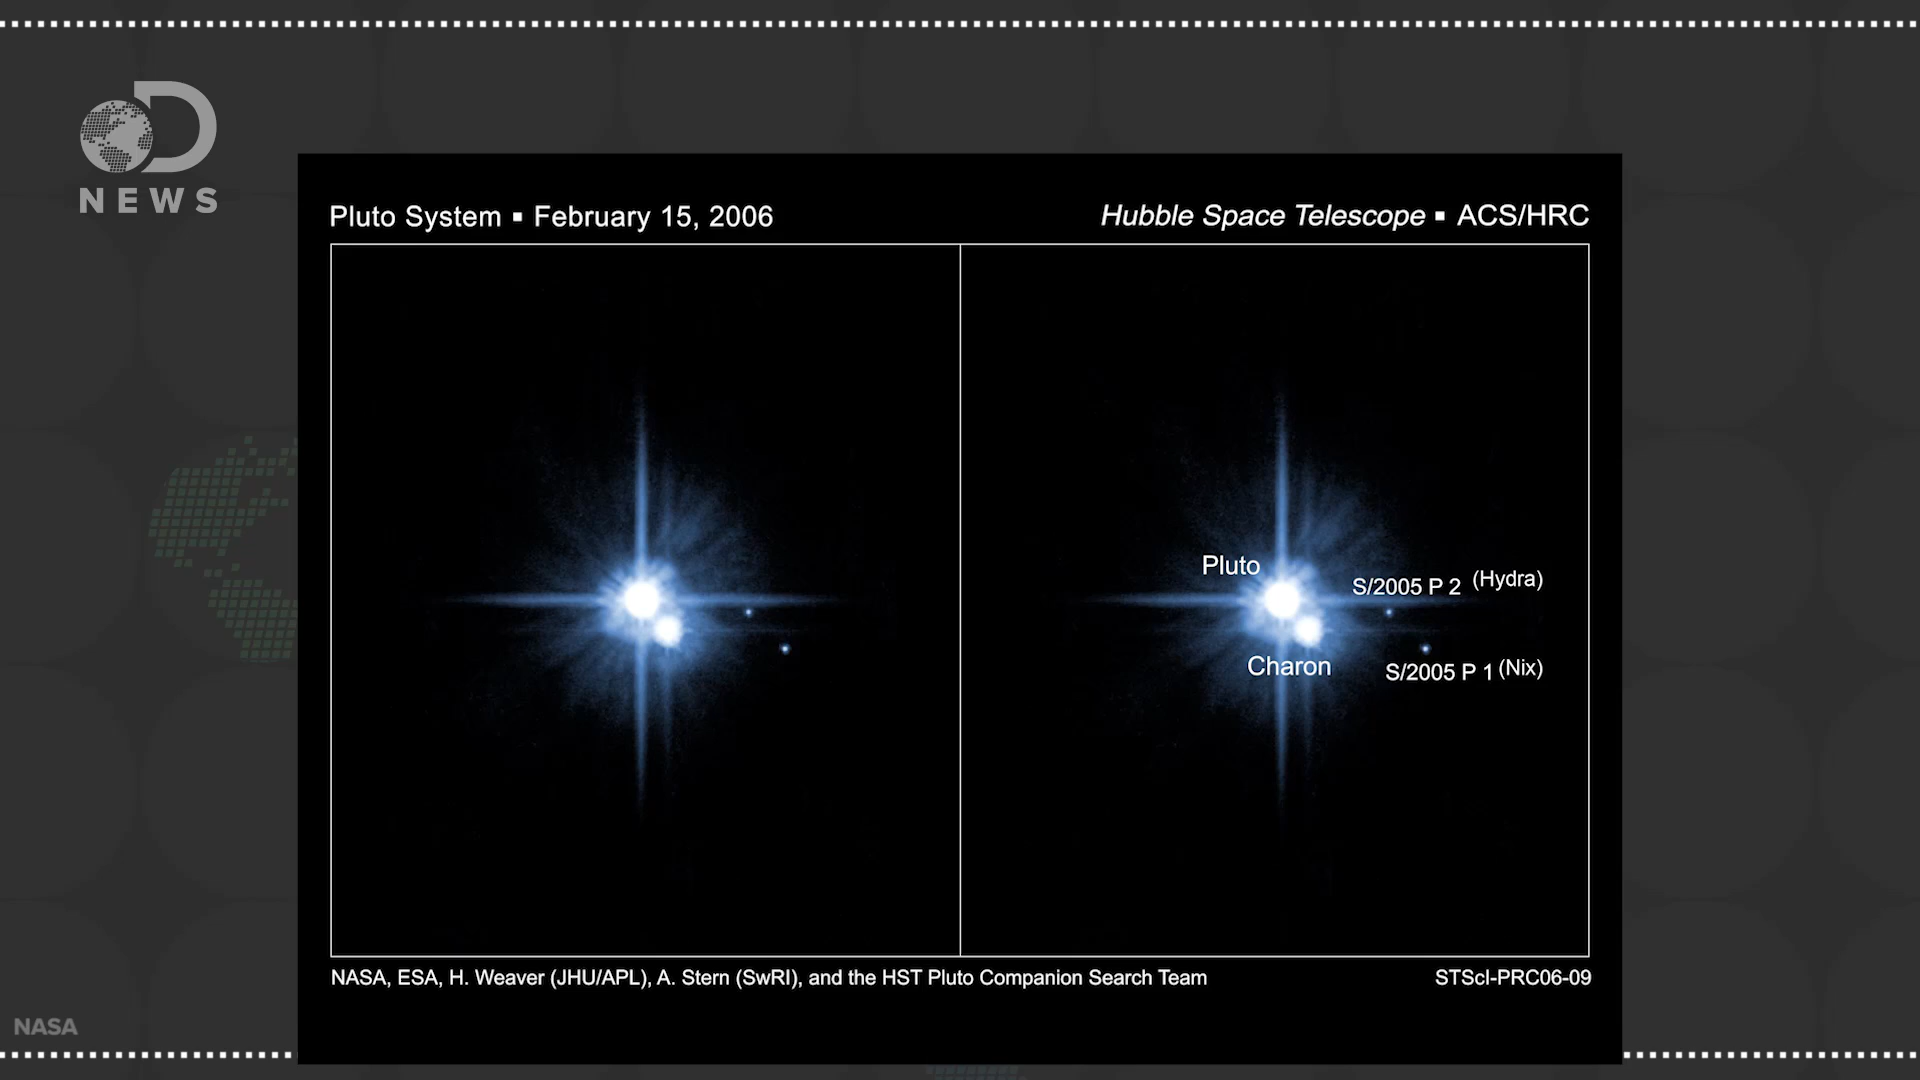 NEWS
Pluto System ▪ February 15, 2006
Hubble Space Telescope ▪ ACS/HRC
Pluto
S/2005 P 2 (Hydra)
Charon
S/2005 P 1 (Nix)
NASA, ESA, H. Weaver (JHU/APL), A. Stern (SwRI), and the HST Pluto Companion Search Team
STScI-PRC06-09
NASA